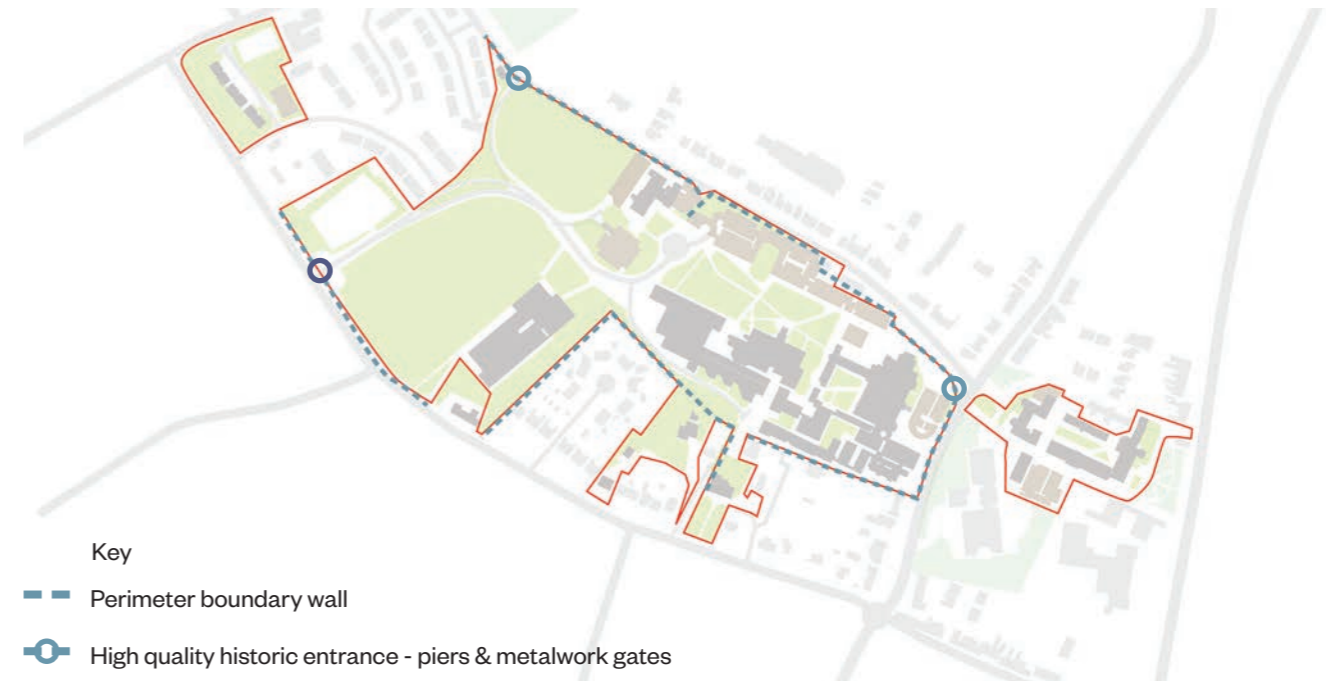 Key
Perimeter boundary wall
High quality historic entrance - piers & metalwork gates